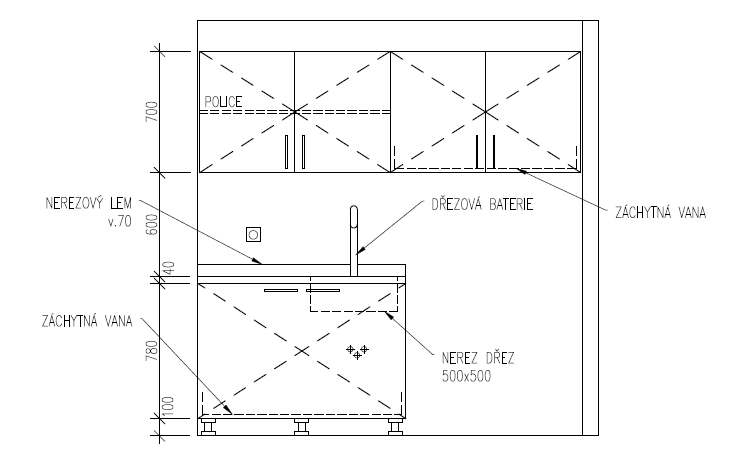 700
POLICE
NEREZOVÝ LEM
v.70
600
DŘEZOVÁ BATERIE
ZÁCHYTNÁ VANA
40
ZÁCHYTNÁ VANA
780
NEREZ DŘEZ
500x500
100